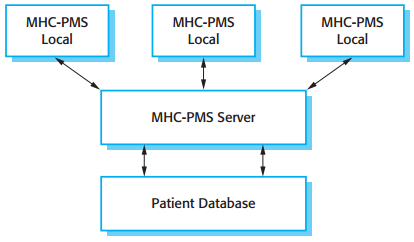 MHC-PMS
Local
MHC-PMS
Local
MHC-PMS
Local
MHC-PMS Server
Patient Database